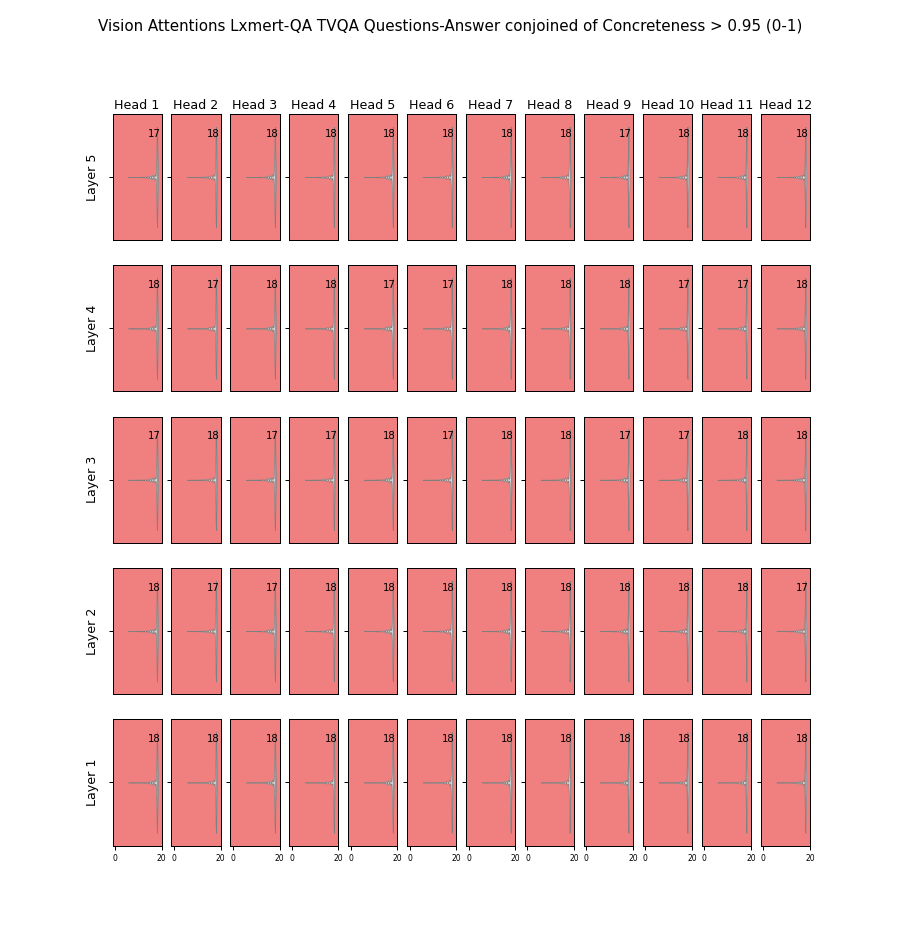 Vision Attentions Lxmert-QA TVQA Questions-Answer conjoined of Concreteness > 0.95 (0-1)
Head 1 Head 2 Head 3 Head 4 Head 5 Head 6 Head 7 Head 8 Head 9 Head 10 Head 11 Head 12
Layer 5 17 18 18 18 18 18 18 18 17 18 18 18
Layer 4 18 17 18 18 17 17 18 18 18 17 17 18
Layer 3 17 18 17 17 18 17 18 18 17 17 18 18
Layer 2 18 17 17 18 18 18 18 18 18 18 18 17
Layer 1 18 18 18 18 18 18 18 18 18 18 18 18
0 20 0 20 0 20 0 20 0 20 0 20 0 20 0 20 0 20 0 20 0 20 0 20